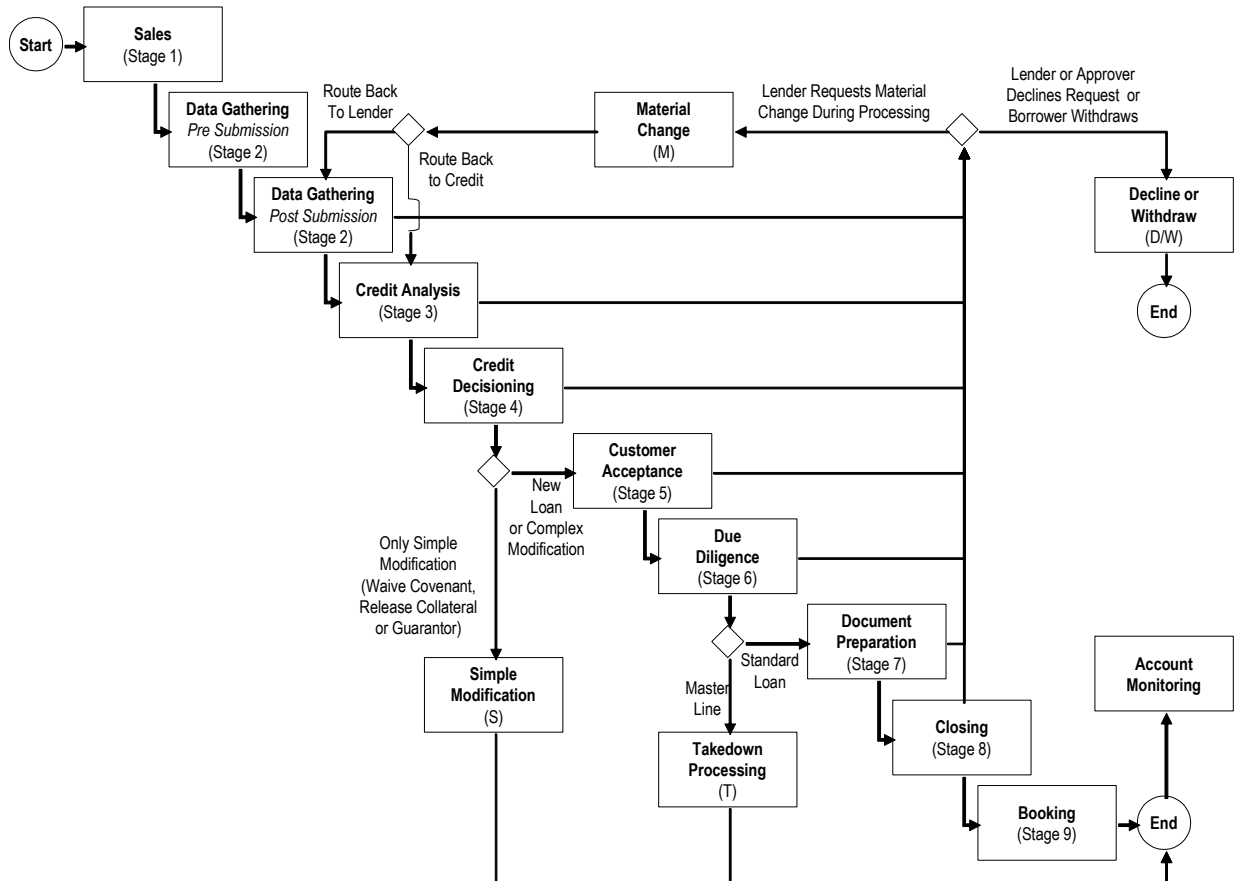 Start
Sales
(Stage 1)
Data Gathering
Pre Submission
(Stage 2)
Route Back
To Lender
Material
Change
(M)
Lender Requests Material
Change During Processing
Lender or Approver
Declines Request or
Borrower Withdraws
Route Back
to Credit
Data Gathering
Post Submission
(Stage 2)
Decline or
Withdraw
(D/W)
End
Credit Analysis
(Stage 3)
Credit
Decisioning
(Stage 4)
Customer
Acceptance
(Stage 5)
New
Loan
or Complex
Modification
Only Simple
Modification
(Waive Covenant,
Release Collateral
or Guarantor)
Due
Diligence
(Stage 6)
Document
Preparation
(Stage 7)
Standard
Loan
Master
Line
Simple
Modification
(S)
Account
Monitoring
Closing
(Stage 8)
Takedown
Processing
(T)
Booking
(Stage 9)
End